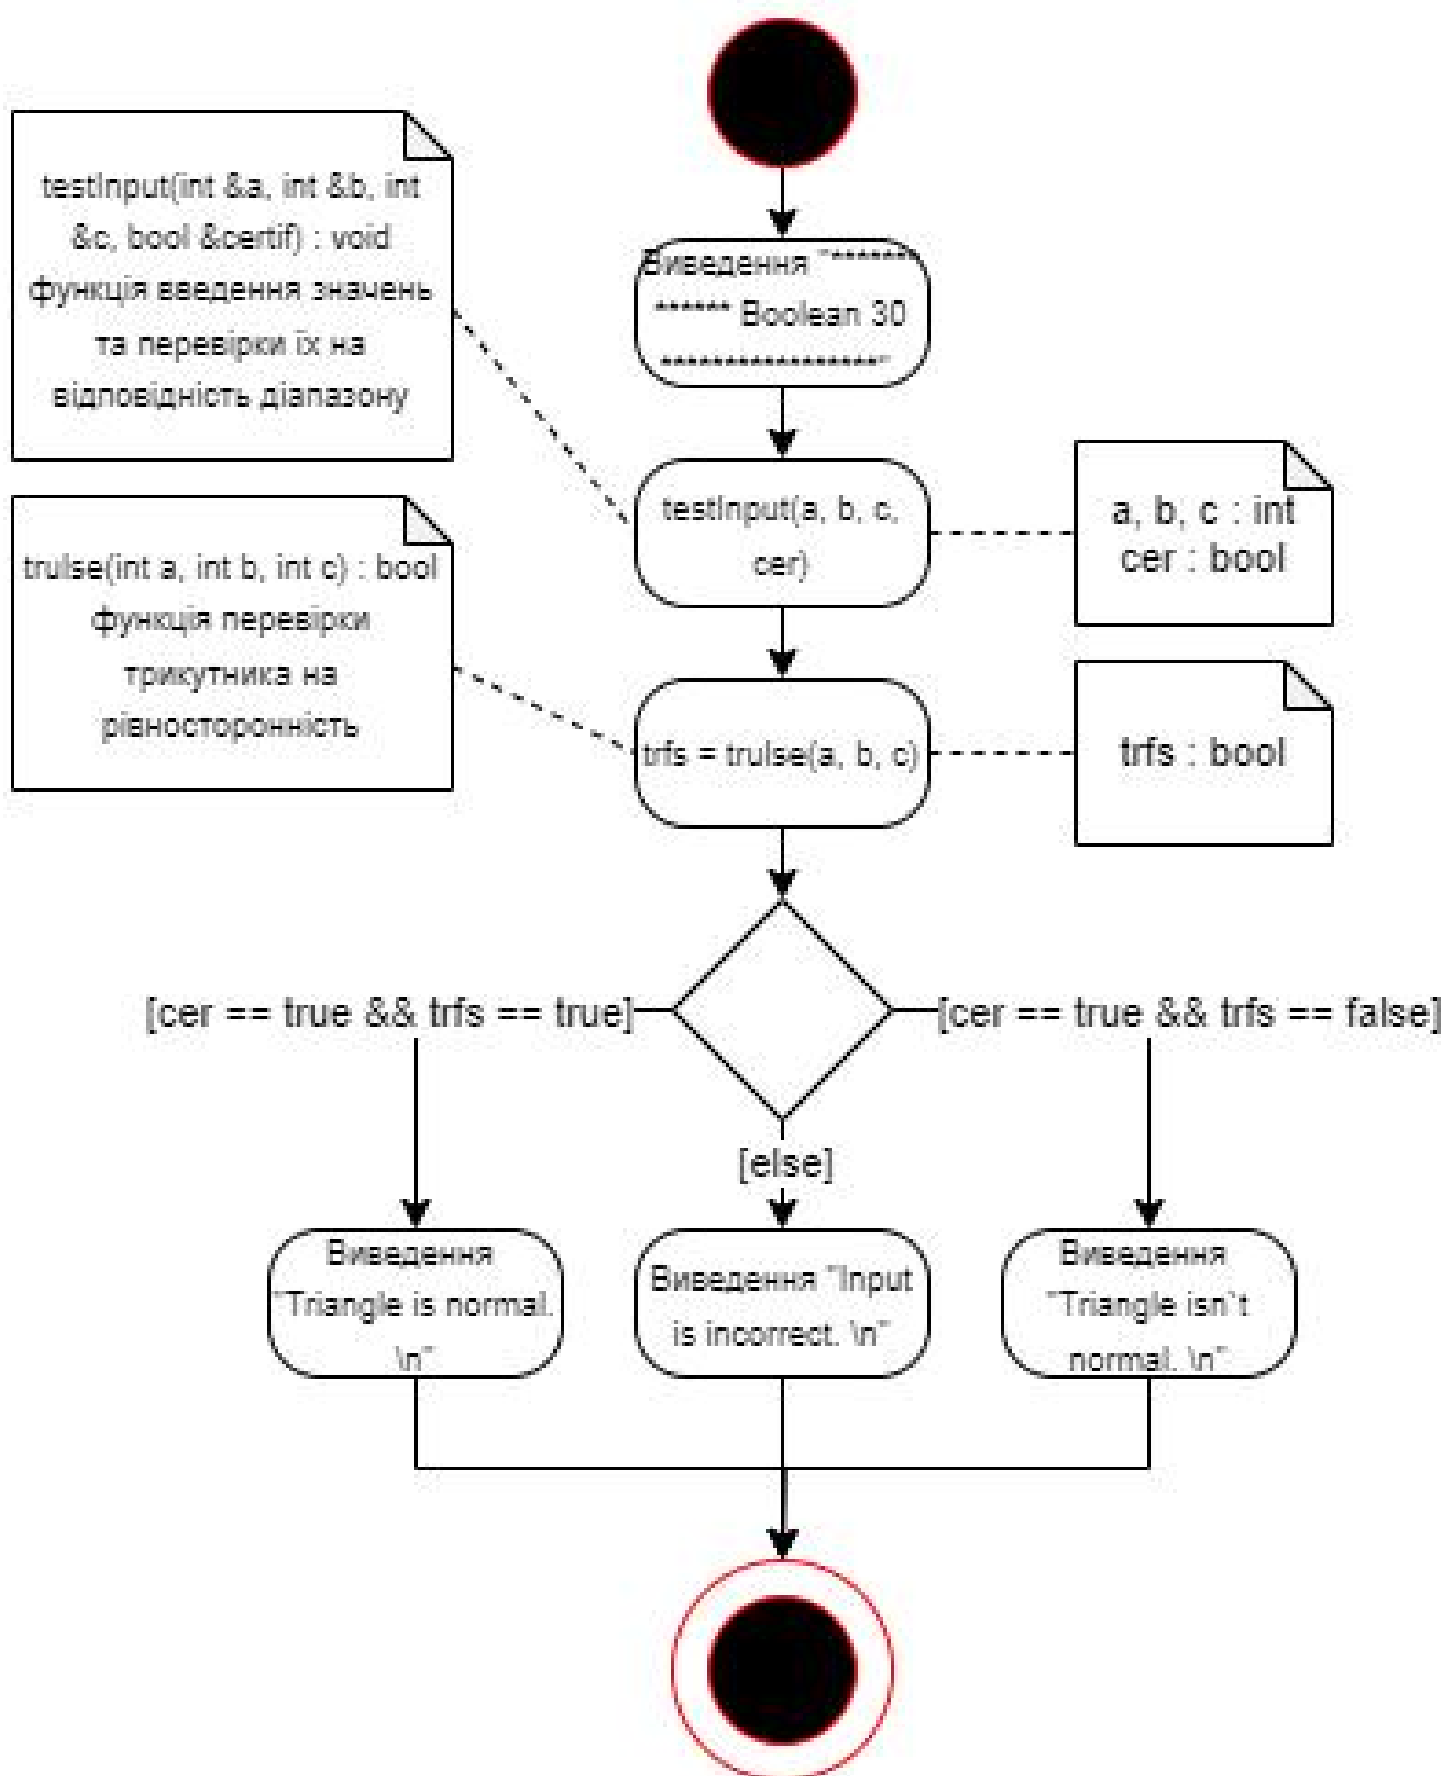 testInput(int &a, int &b, int
&c, bool &certif) : void
функція введення значень
та перевірки їх на
відповідність діапазону
Виведення "*******
****** Boolean 30
*****************"
testInput(a, b, c,
cer)
a, b, c : int
cer : bool
trulse(int a, int b, int c) : bool
функція перевірки
трикутника на
рівносторонність
trfs = trulse(a, b, c)
trfs : bool
[cer == true && trfs == true]
[cer == true && trfs == false]
[else]
Виведення
"Triangle is normal.
\n"
Виведення "Input
is incorrect. \n"
Виведення
"Triangle isn`t
normal. \n"